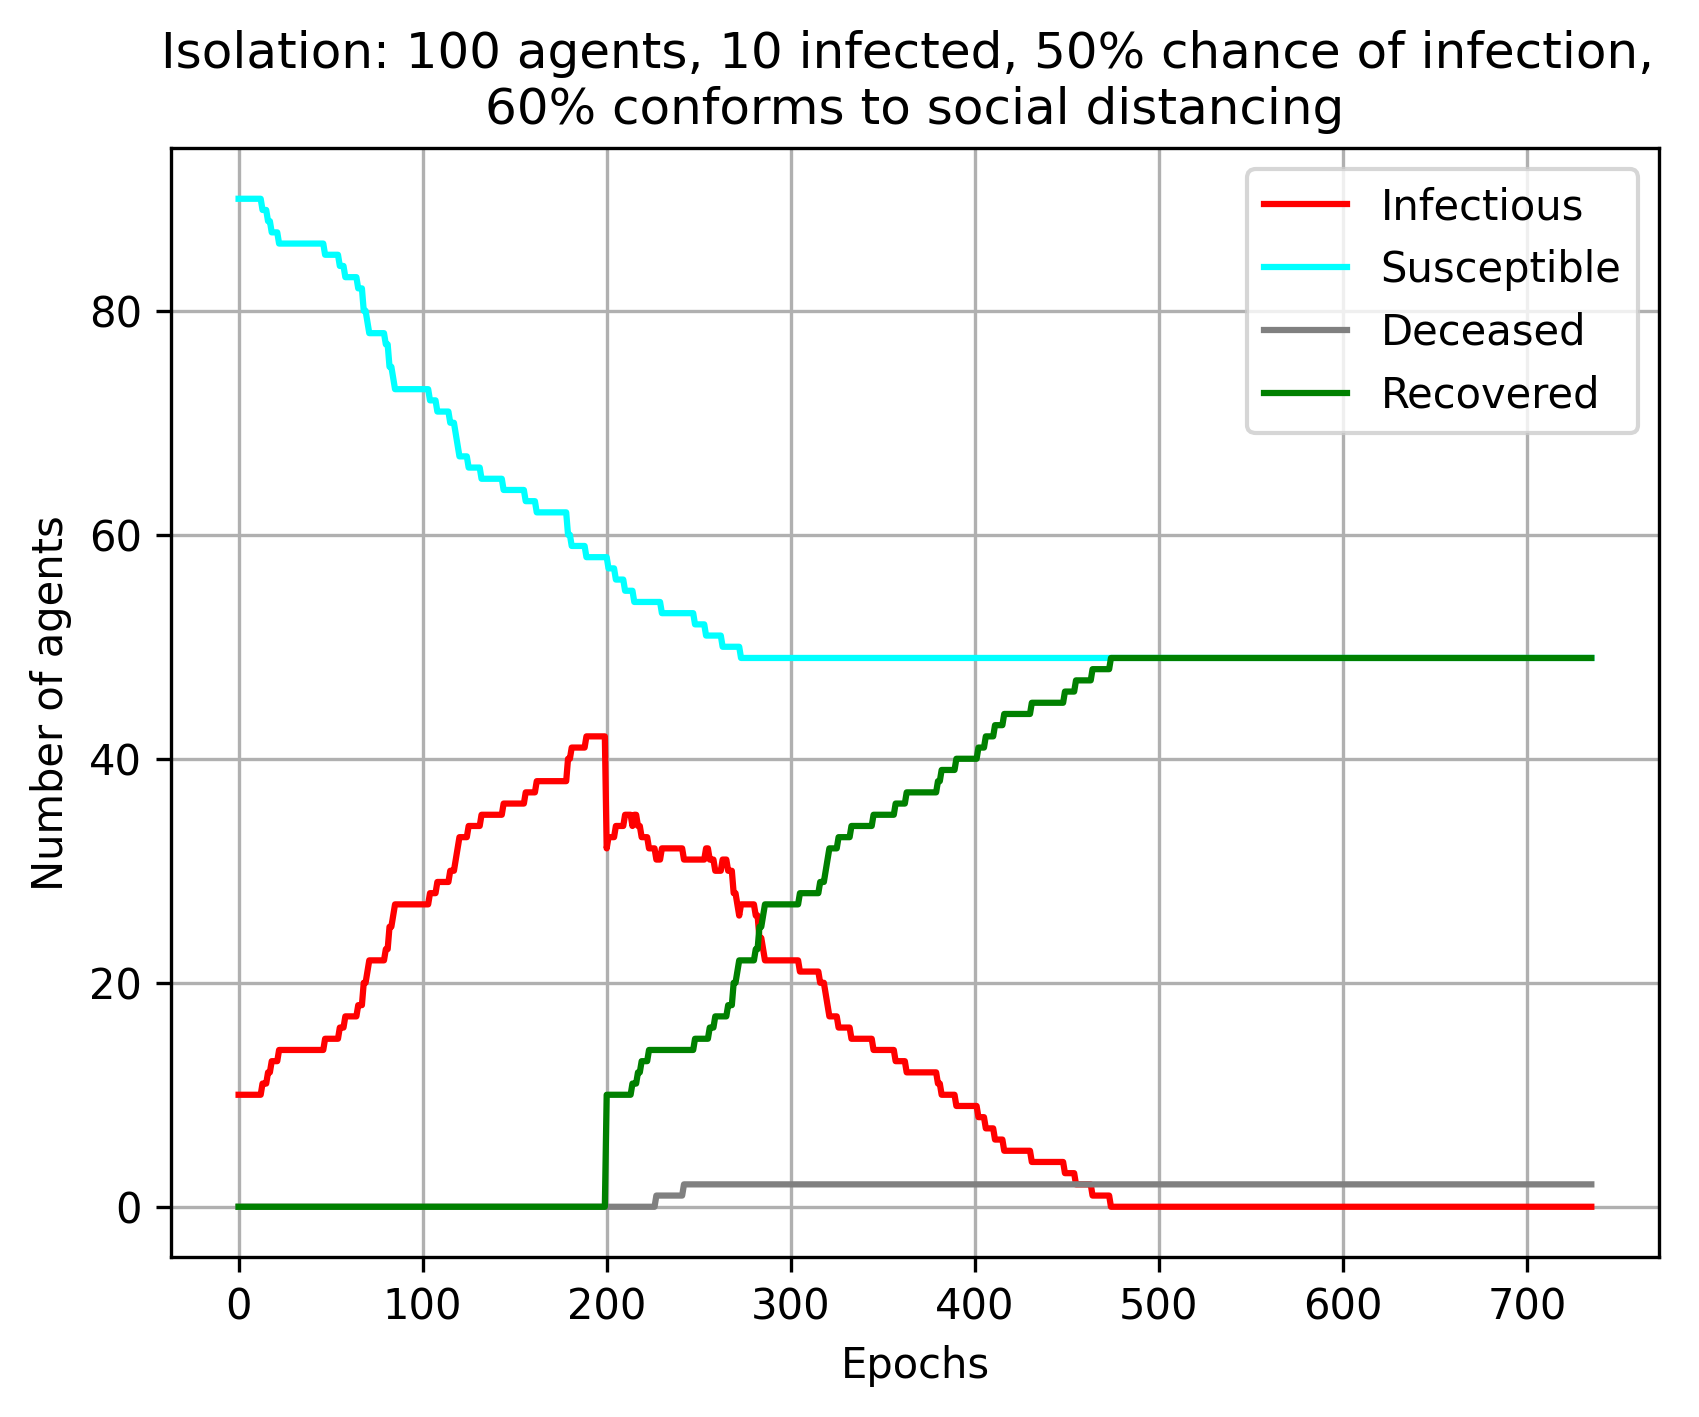 Isolation: 100 agents, 10 infected, 50% chance of infection,
60% conforms to social distancing
Infectious
Susceptible
Deceased
Recovered
Number of agents
80
60
40
20
0
0 100 200 300 400 500 600 700
Epochs